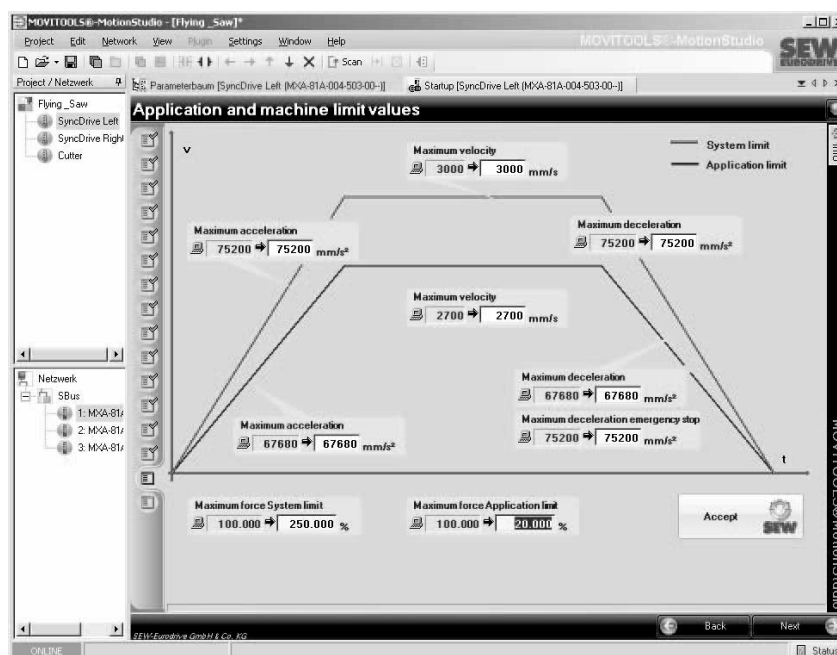 MOVITOOLS®-MotionStudio - [Flying _Saw]*
Project Edit Network View Plugin Settings Window Help
MOVITOOLS®-MotionStudio
SEW
EURODRIVE
Scan
Project / Netzwerk
Parameterbaum [SyncDrive Left (MXA-81A-004-503-00--)]
Startup [SyncDrive Left (MXA-81A-004-503-00--)]
Flying _Saw
SyncDrive Left
SyncDrive Right
Cutter
Application and machine limit values
v
System limit
Application limit
Maximum velocity
3000 3000 mm/s
Maximum acceleration
75200 75200 mm/s²
Maximum deceleration
75200 75200 mm/s²
Maximum velocity
2700 2700 mm/s
Maximum deceleration
67680 67680 mm/s²
Maximum deceleration emergency stop
75200 75200 mm/s²
Maximum acceleration
67680 67680 mm/s²
t
Netzwerk
SBus
1: MXA-81A
2: MXA-81A
3: MXA-81A
Maximum force System limit
100.000 250.000 %
Maximum force Application limit
100.000 20.000 %
Accept
SEW
Back Next
SEW-Eurodrive GmbH & Co. KG
ONLINE
Status